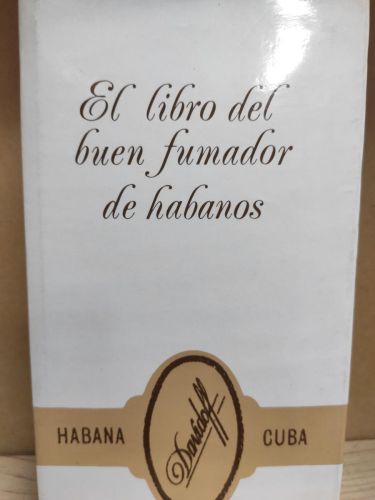 El libro del
buen fumador
de habanos
HABANA Davidoff CUBA